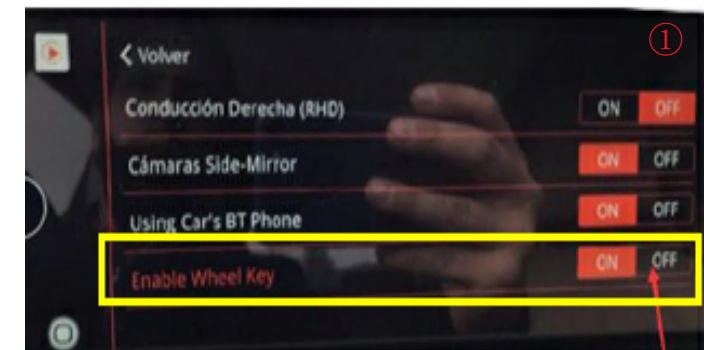 ①
Volver
Conducción Derecha (RHD) ON OFF
Cámaras Side-Mirror ON OFF
Using Car's BT Phone ON OFF
Enable Wheel Key ON OFF